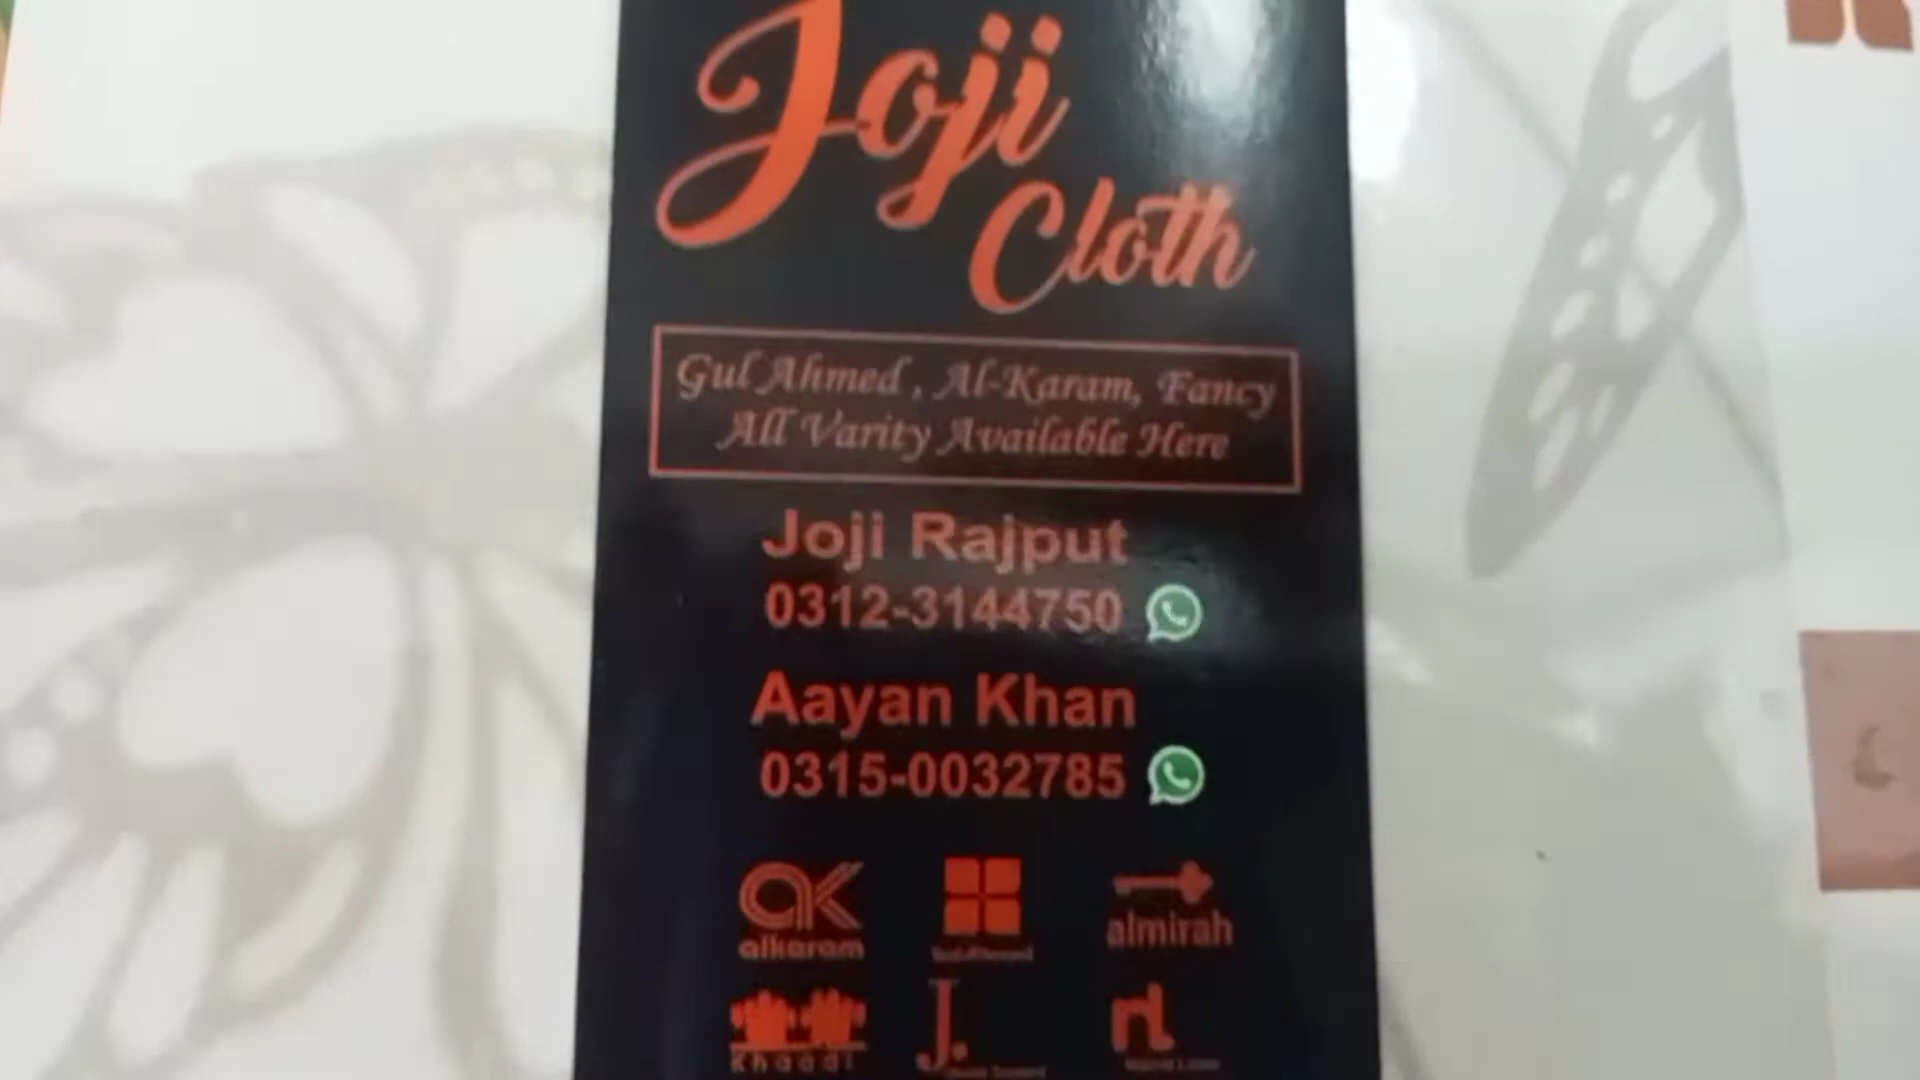 Joji
Cloth
Gul Ahmed , Al-Karam, Fancy
All Varity Available Here
Joji Rajput
0312-3144750
Aayan Khan
0315-0032785
alkaram
almirah
Khaadi
J.
nL